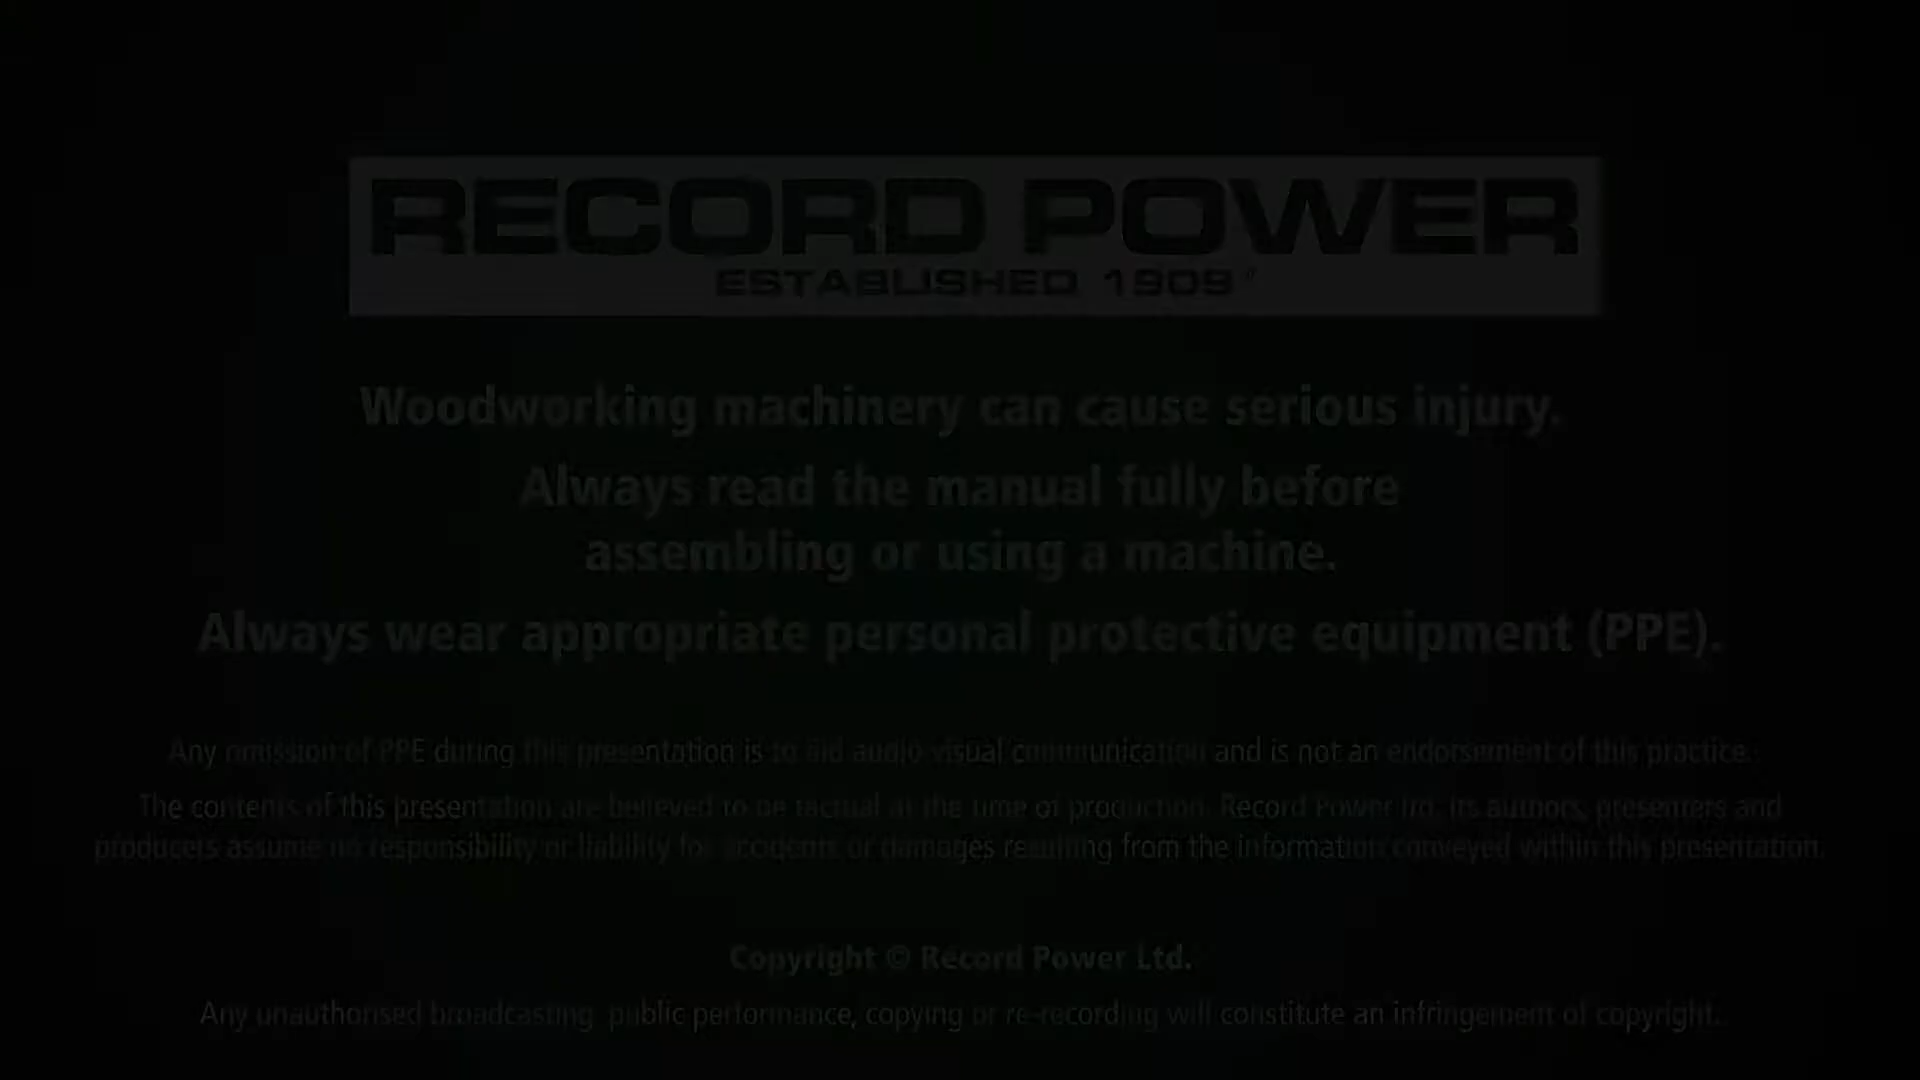 RECORD POWER
ESTABLISHED 1909
Woodworking machinery can cause serious injury.
Always read the manual fully before
assembling or using a machine.
Always wear appropriate personal protective equipment (PPE).
Any omission of PPE during this presentation is to aid audio visual communication and is not an endorsement of this practice.
The contents of this presentation are believed to be factual at the time of production. Record Power ltd, its authors, presenters and
producers assume no responsibility or liability for accidents or damages resulting from the information conveyed within this presentation.
Copyright © Record Power Ltd.
Any unauthorised broadcasting, public performance, copying or re-recording will constitute an infringement of copyright.